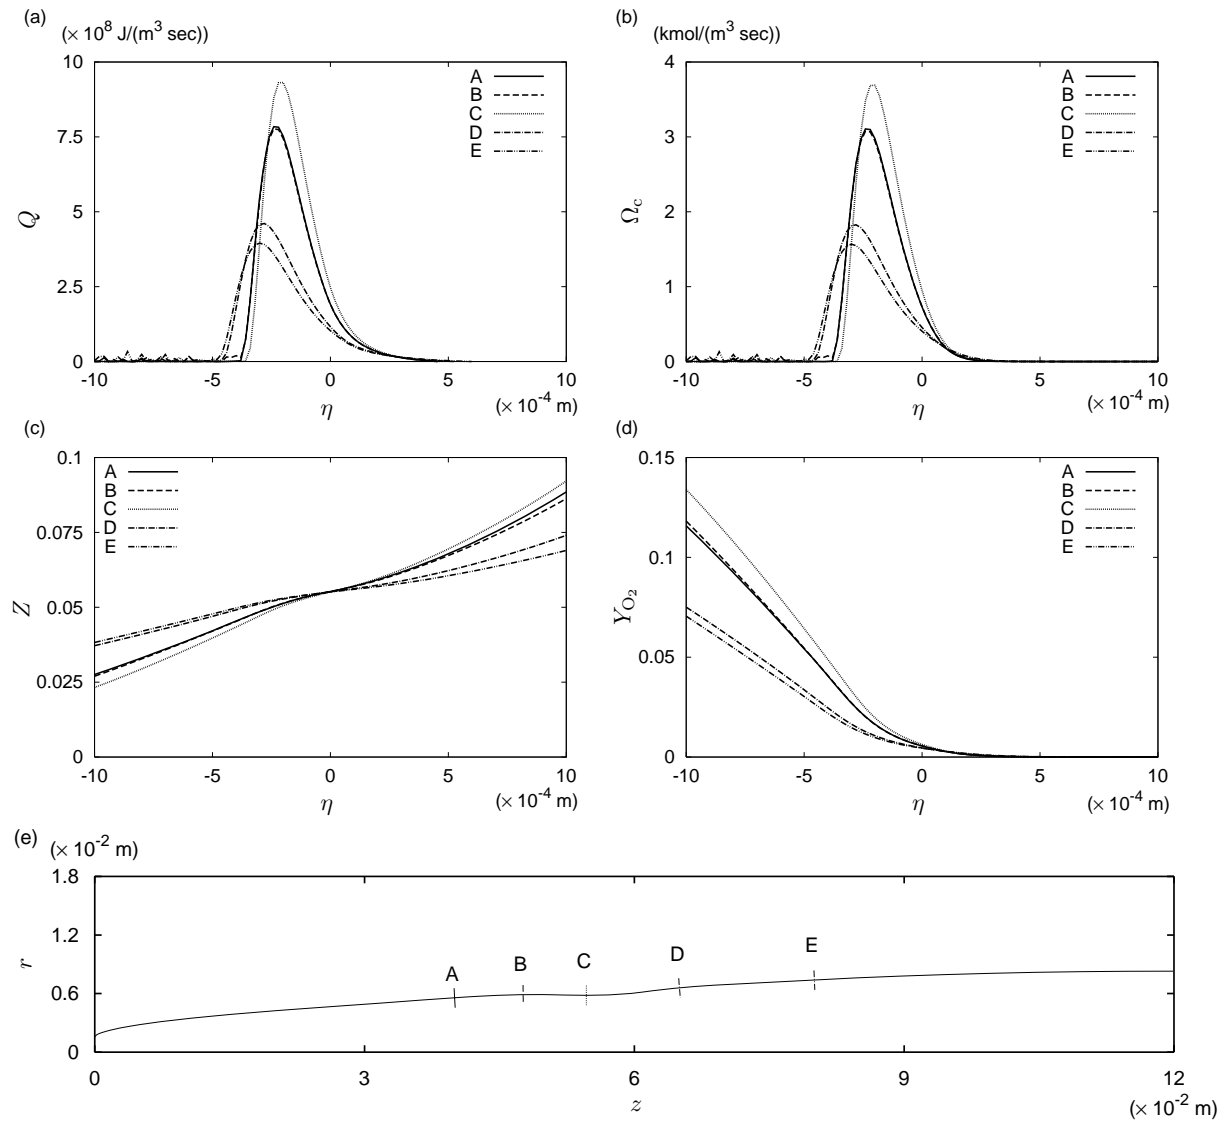 (a)
(× 10⁸ J/(m³ sec))
10
7.5
5
2.5
0
Q
-10 -5 0 5 10
η
(× 10⁻⁴ m)
A
B
C
D
E
(b)
(kmol/(m³ sec))
4
3
2
1
0
Ω_c
-10 -5 0 5 10
η
(× 10⁻⁴ m)
A
B
C
D
E
(c)
0.1
0.075
0.05
0.025
0
Z
-10 -5 0 5 10
η
(× 10⁻⁴ m)
A
B
C
D
E
(d)
0.15
0.1
0.05
0
Y_O₂
-10 -5 0 5 10
η
(× 10⁻⁴ m)
A
B
C
D
E
(e)
(× 10⁻² m)
1.8
1.2
0.6
0
r
A B C D E
0 3 6 9 12
z
(× 10⁻² m)